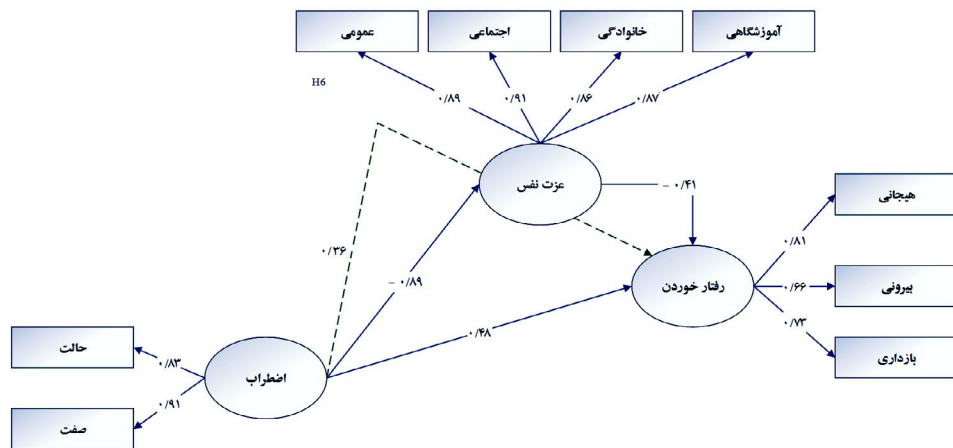 آموزشگاهی
خانوادگی
اجتماعی
عمومی
H6
۰/۸۷
۰/۸۶
۰/۹۱
۰/۸۹
عزت نفس
− ۰/۴۱
هیجانی
۰/۸۱
بیرونی
۰/۶۶
رفتار خوردن
۰/۷۳
بازداری
۰/۳۶
− ۰/۸۹
۰/۴۸
حالت
۰/۸۳
اضطراب
۰/۹۱
صفت